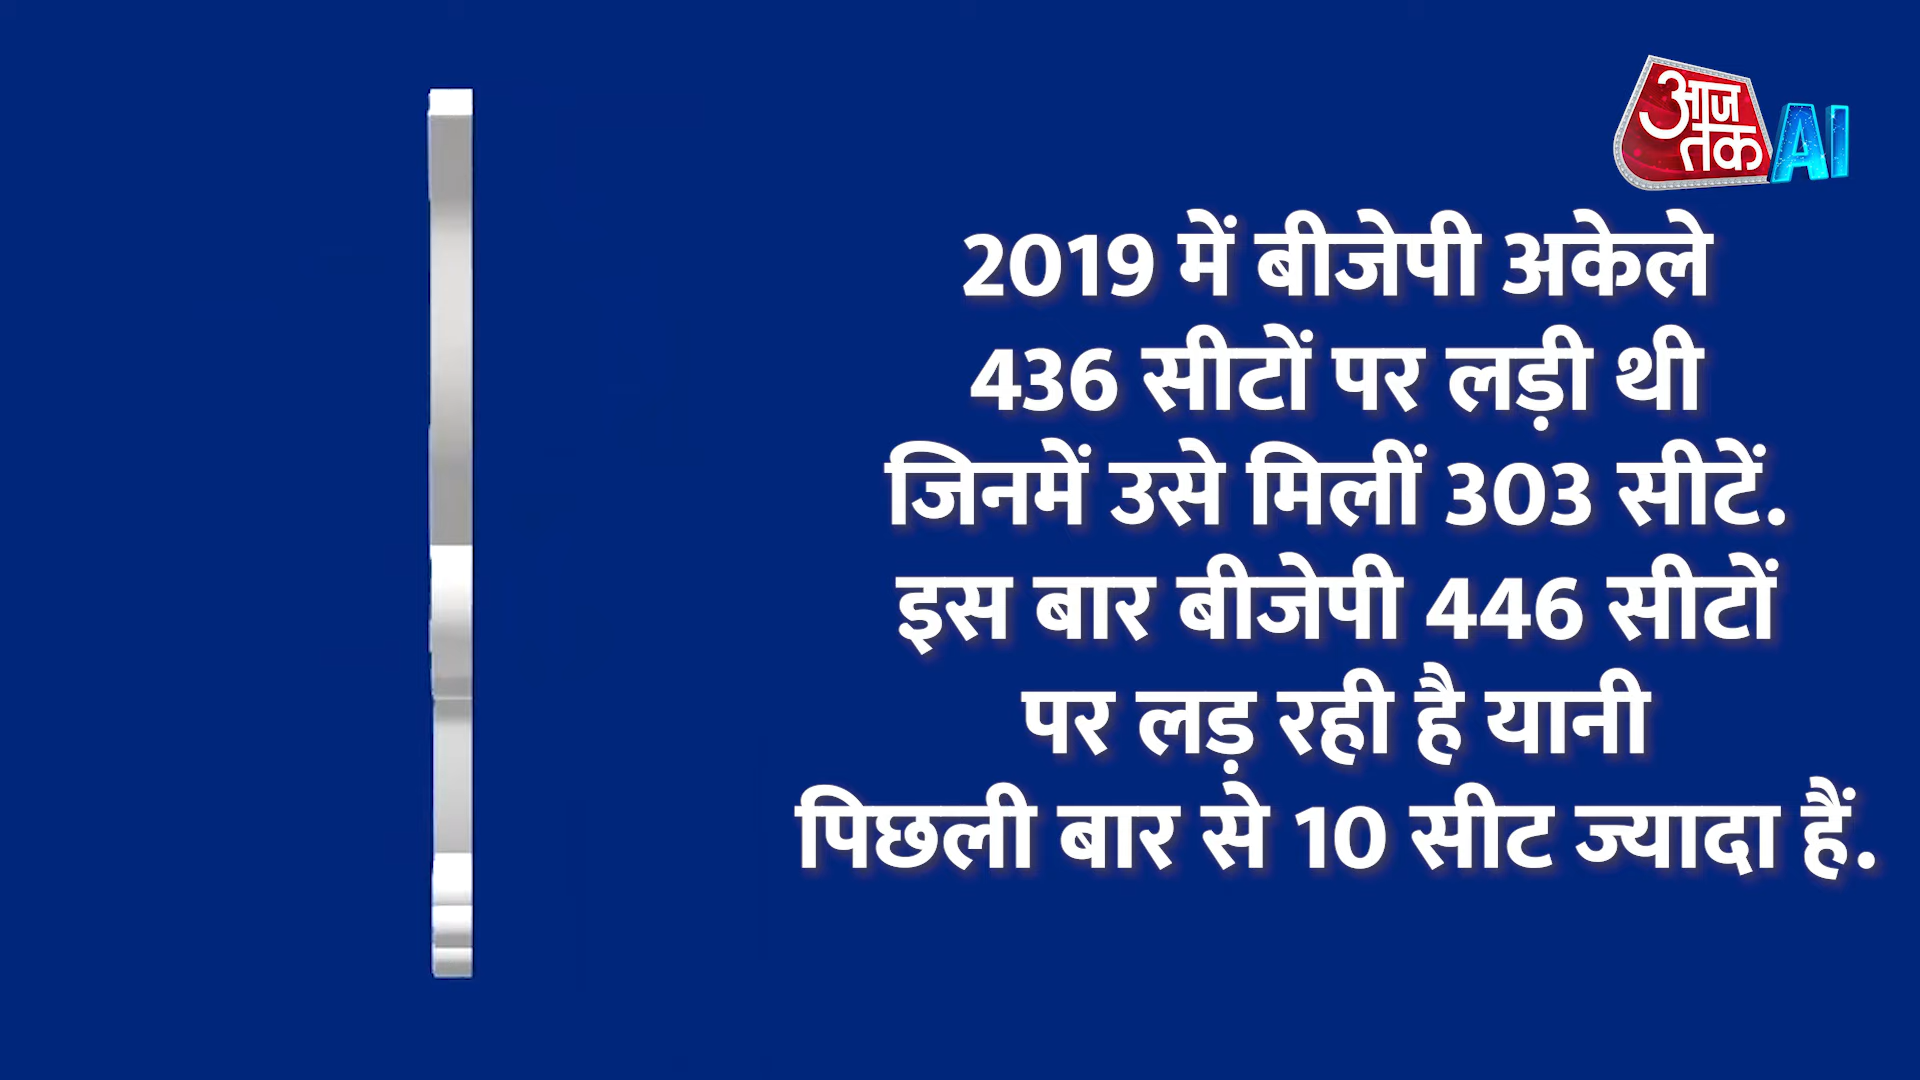 आज
तक AI
2019 में बीजेपी अकेले
436 सीटों पर लड़ी थी
जिनमें उसे मिलीं 303 सीटें.
इस बार बीजेपी 446 सीटों
पर लड़ रही है यानी
पिछली बार से 10 सीट ज्यादा हैं.